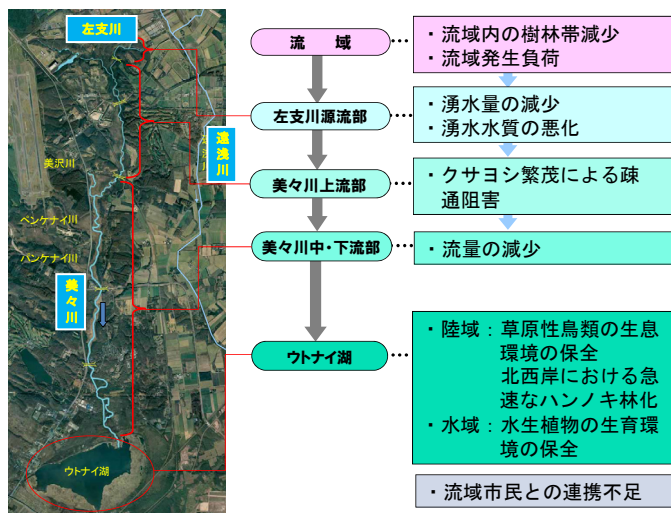 左支川
美沢川
ペンケナイ川
パンケナイ川
美々川
遠浅川
ウトナイ湖
流　域
左支川源流部
美々川上流部
美々川中・下流部
ウトナイ湖
・流域内の樹林帯減少
・流域発生負荷
・湧水量の減少
・湧水水質の悪化
・クサヨシ繁茂による疎
通阻害
・流量の減少
・陸域：草原性鳥類の生息
環境の保全
北西岸における急
速なハンノキ林化
・水域：水生植物の生育環
境の保全
・流域市民との連携不足